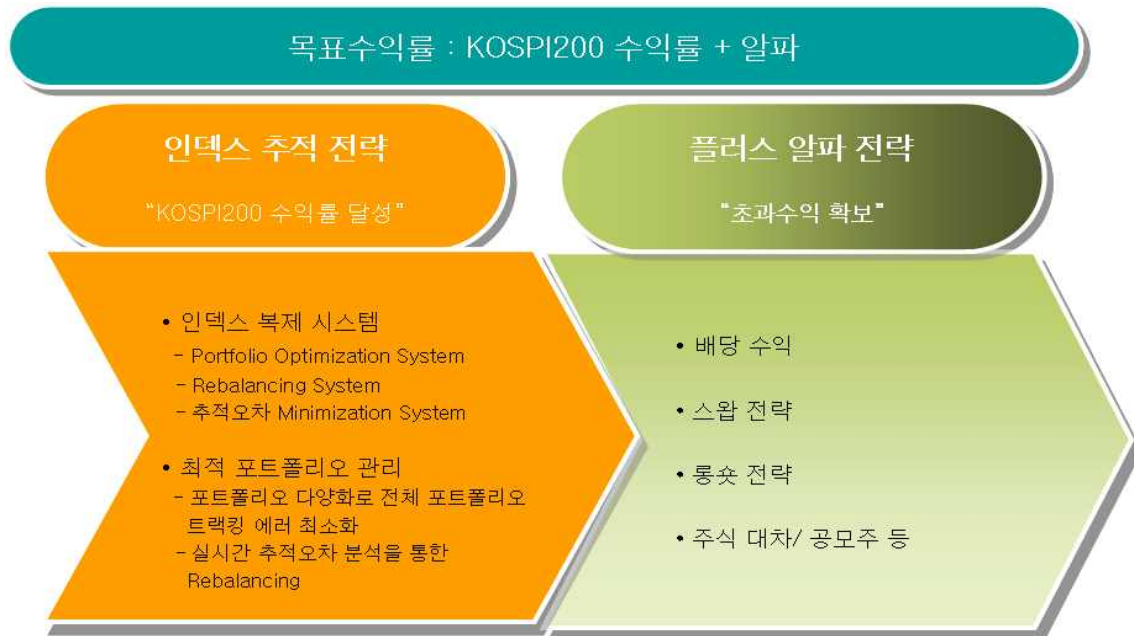 목표수익률 : KOSPI200 수익률 + 알파
인덱스 추적 전략
“KOSPI200 수익률 달성”
• 인덱스 복제 시스템
- Portfolio Optimization System
- Rebalancing System
- 추적오차 Minimization System
• 최적 포트폴리오 관리
- 포트폴리오 다양화로 전체 포트폴리오
트랙킹 에러 최소화
- 실시간 추적오차 분석을 통한
Rebalancing
플러스 알파 전략
“초과수익 확보”
• 배당 수익
• 스왑 전략
• 롱숏 전략
• 주식 대차/ 공모주 등